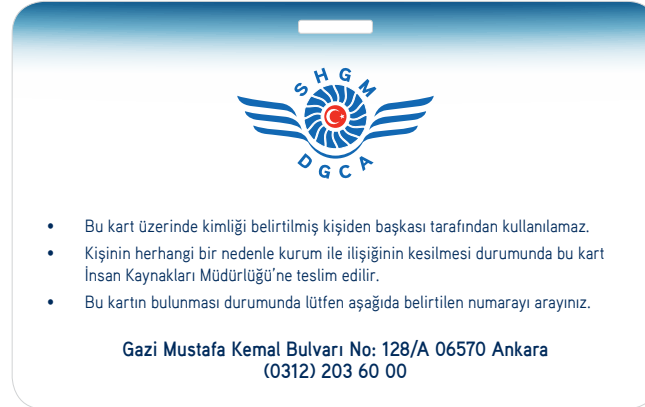 SHGM
DGCA
• Bu kart üzerinde kimliği belirtilmiş kişiden başkası tarafından kullanılamaz.
• Kişinin herhangi bir nedenle kurum ile ilişiğinin kesilmesi durumunda bu kart
İnsan Kaynakları Müdürlüğü'ne teslim edilir.
• Bu kartın bulunması durumunda lütfen aşağıda belirtilen numarayı arayınız.
Gazi Mustafa Kemal Bulvarı No: 128/A 06570 Ankara
(0312) 203 60 00